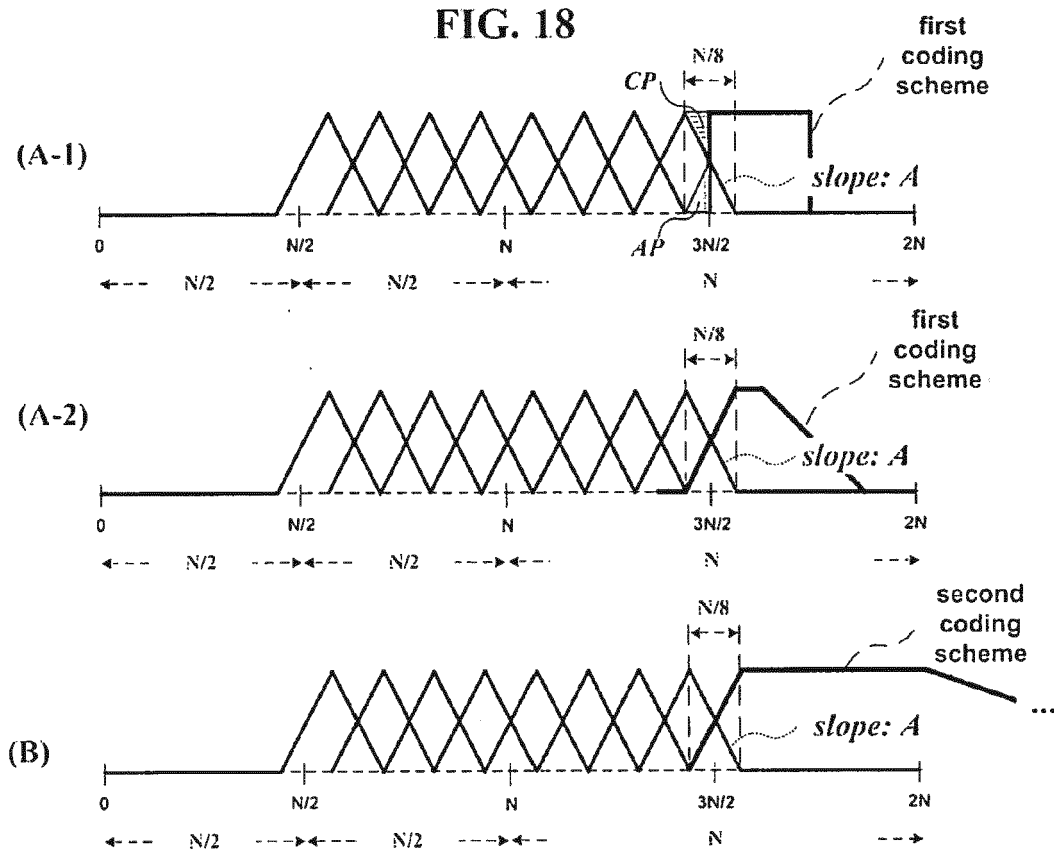 FIG. 18
first
coding
scheme
N/8
CP
(A-1)
slope: A
AP
0 N/2 N 3N/2 2N
N/2 N/2 N
first
coding
scheme
N/8
(A-2)
slope: A
0 N/2 N 3N/2 2N
N/2 N/2 N
second
coding
scheme
N/8
...
slope: A
(B)
0 N/2 N 3N/2 2N
N/2 N/2 N